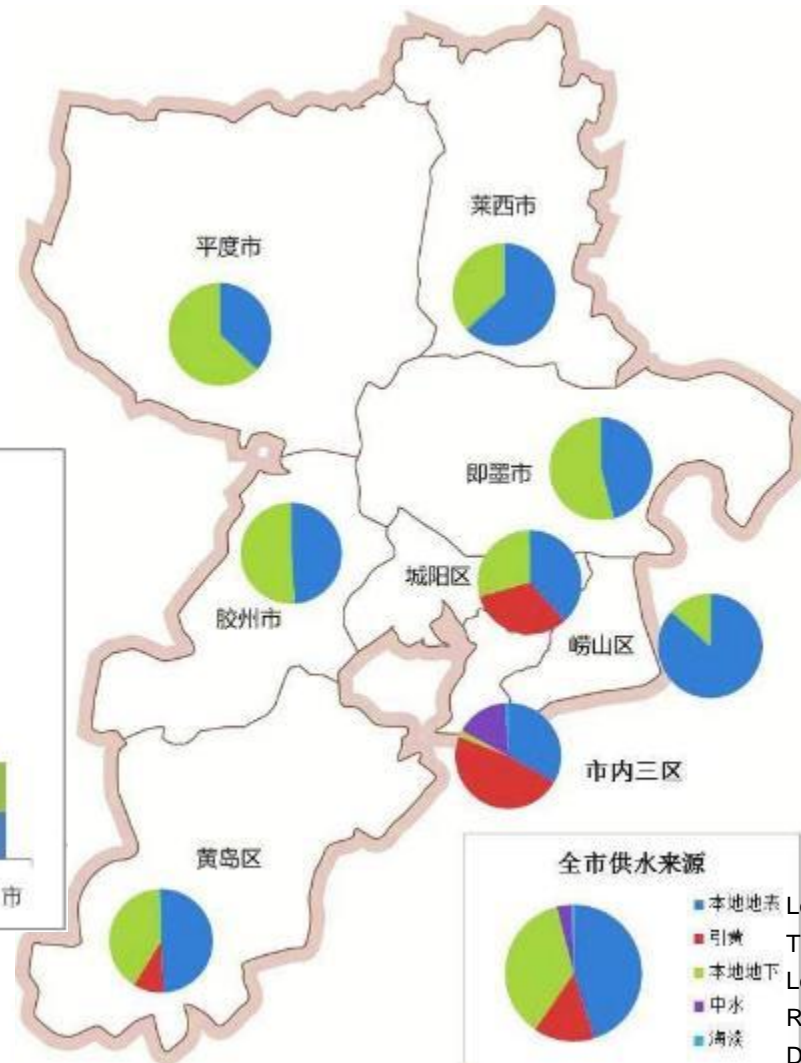 莱西市
平度市
即墨市
城阳区
胶州市
崂山区
市内三区
黄岛区
市
全市供水来源
本地地表
引黄
本地地下
中水
海淡